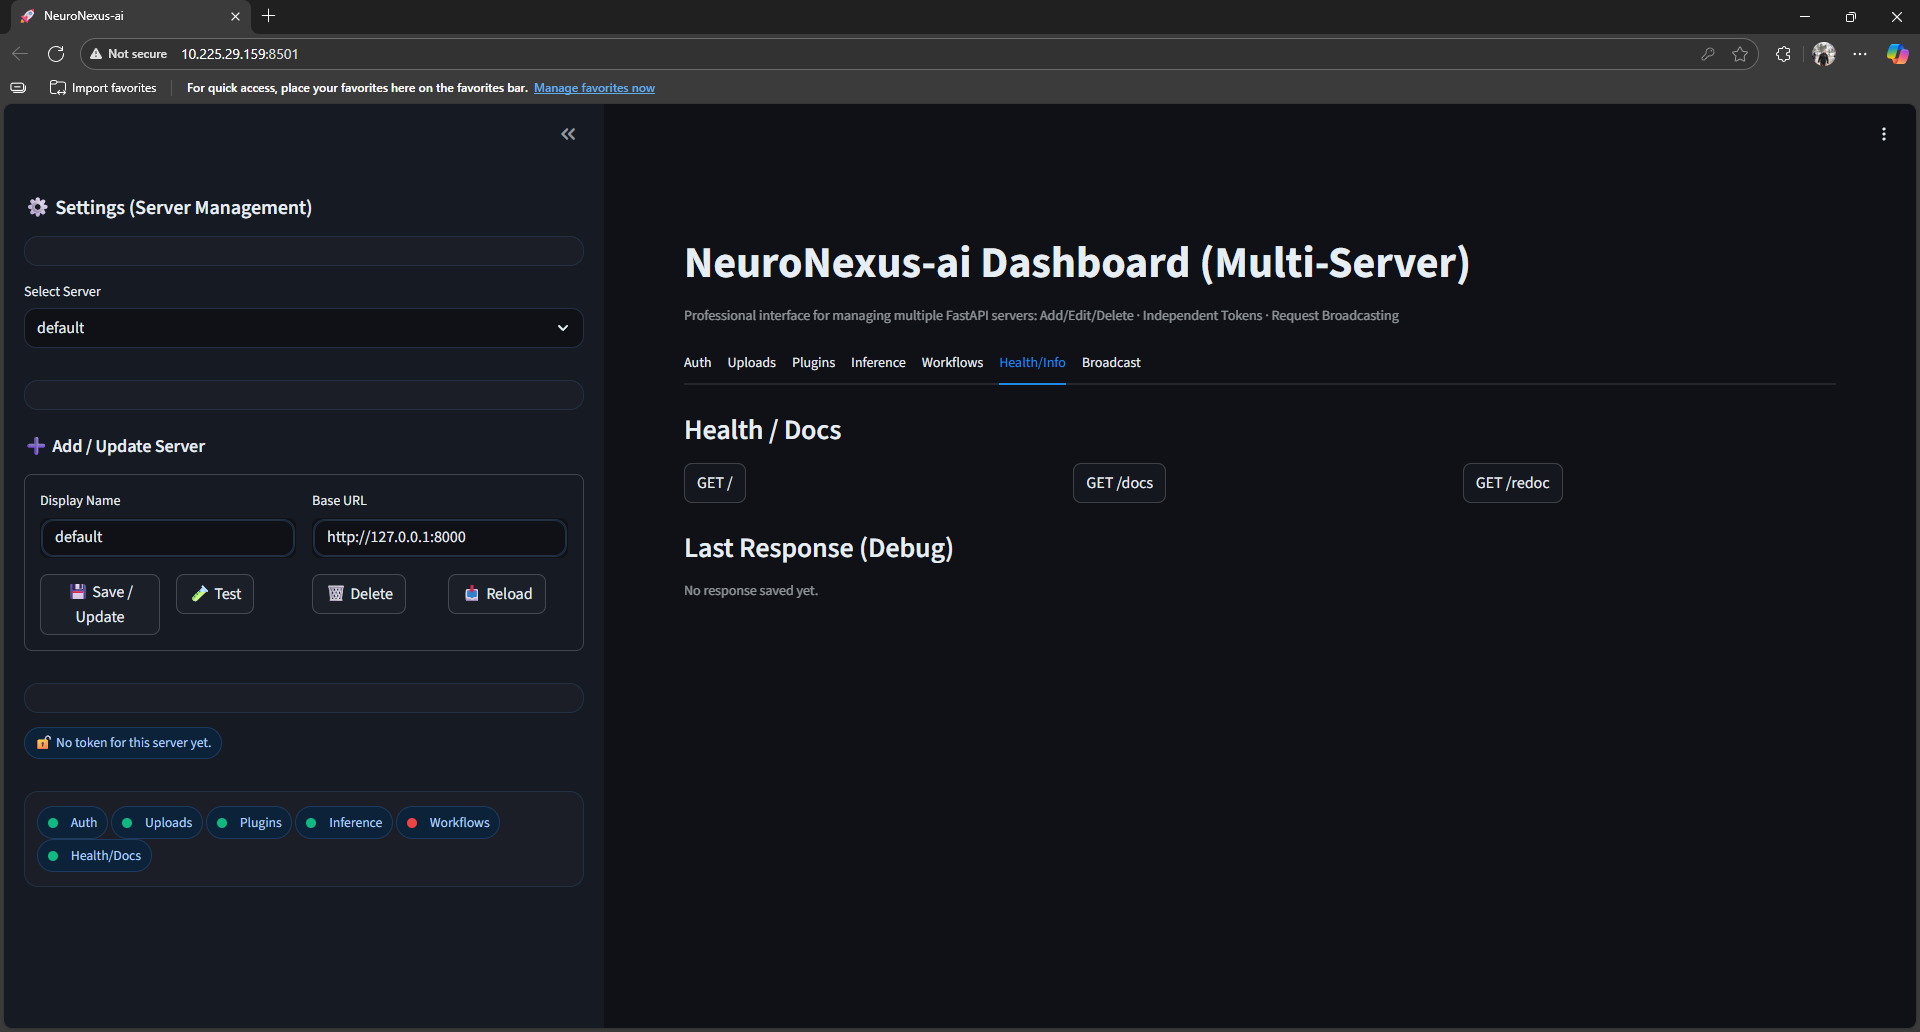 NeuroNexus-ai
Not secure 10.225.29.159:8501
Import favorites For quick access, place your favorites here on the favorites bar. Manage favorites now
Settings (Server Management)
Select Server
default
Add / Update Server
Display Name Base URL
default http://127.0.0.1:8000
Save / Update Test Delete Reload
No token for this server yet.
Auth Uploads Plugins Inference Workflows
Health/Docs
NeuroNexus-ai Dashboard (Multi-Server)
Professional interface for managing multiple FastAPI servers: Add/Edit/Delete · Independent Tokens · Request Broadcasting
Auth Uploads Plugins Inference Workflows Health/Info Broadcast
Health / Docs
GET / GET /docs GET /redoc
Last Response (Debug)
No response saved yet.